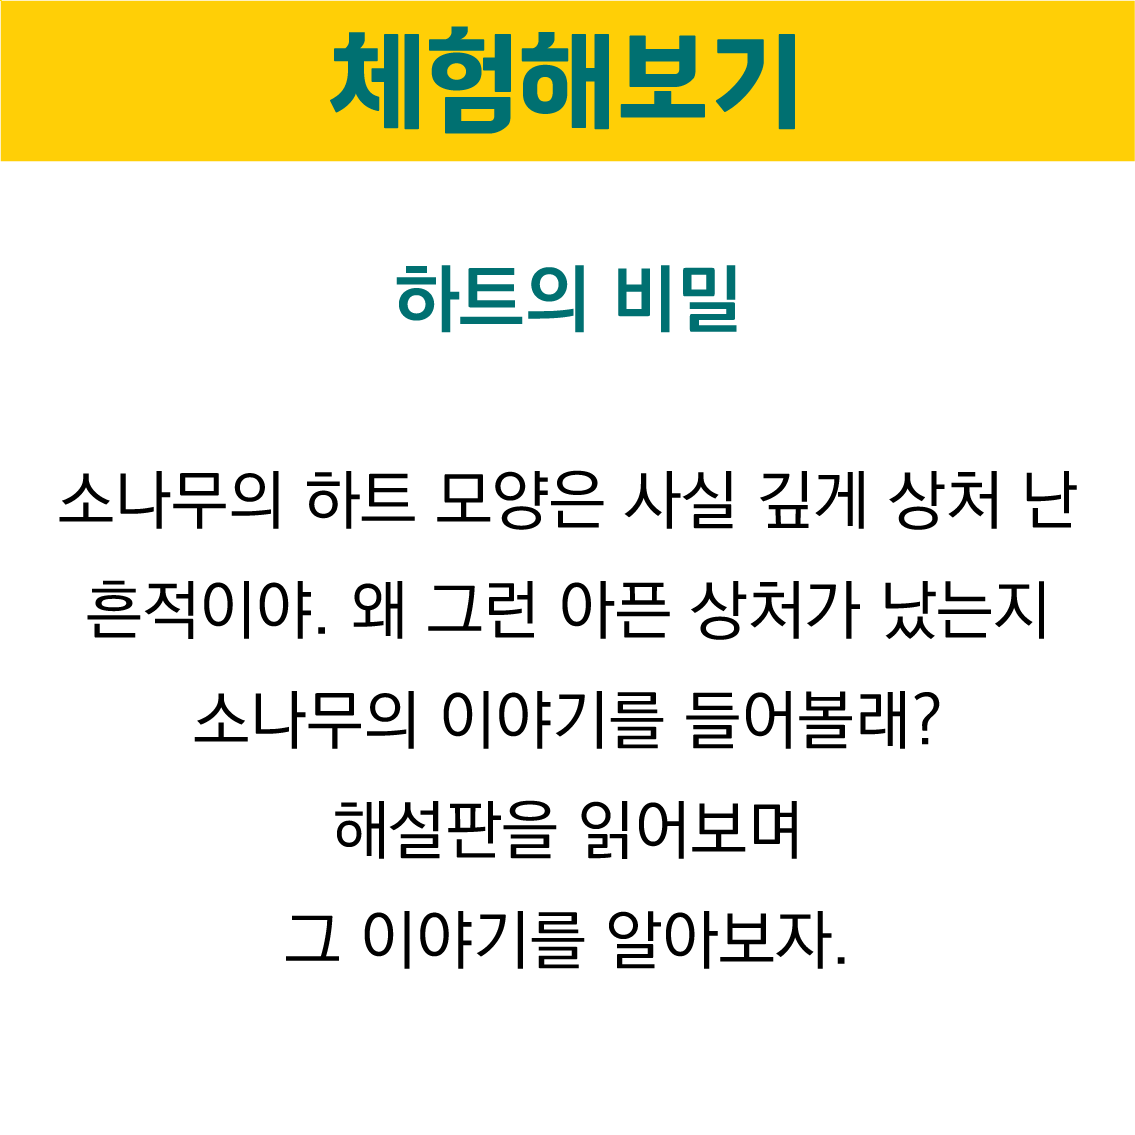 체험해보기
하트의 비밀
소나무의 하트 모양은 사실 깊게 상처 난
흔적이야. 왜 그런 아픈 상처가 났는지
소나무의 이야기를 들어볼래?
해설판을 읽어보며
그 이야기를 알아보자.